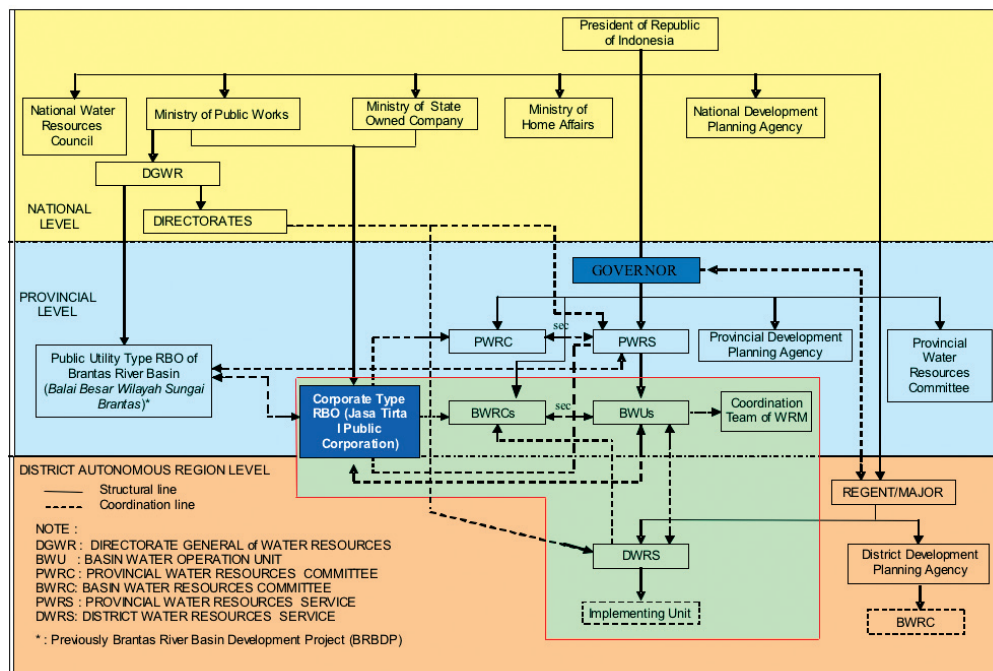 President of Republic
of Indonesia
National Water
Resources
Council
Ministry of Public Works
Ministry of State
Owned Company
Ministry of
Home Affairs
National Development
Planning Agency
DGWR
DIRECTORATES
NATIONAL
LEVEL
GOVERNOR
PROVINCIAL
LEVEL
PWRC
sec
PWRS
Provincial Development
Planning Agency
Provincial
Water
Resources
Committee
Public Utility Type RBO of
Brantas River Basin
(Balai Besar Wilayah Sungai
Brantas)*
Corporate Type
RBO (Jasa Tirta
I Public
Corporation)
BWRCs
sec
BWUs
Coordination
Team of WRM
DISTRICT AUTONOMOUS REGION LEVEL
Structural line
Coordination line
REGENT/MAJOR
NOTE :
DGWR : DIRECTORATE GENERAL of WATER RESOURCES
BWU : BASIN WATER OPERATION UNIT
PWRC : PROVINCIAL WATER RESOURCES COMMITTEE
BWRC: BASIN WATER RESOURCES COMMITTEE
PWRS : PROVINCIAL WATER RESOURCES SERVICE
DWRS: DISTRICT WATER RESOURCES SERVICE
* : Previously Brantas River Basin Development Project (BRBDP)
DWRS
District Development
Planning Agency
Implementing Unit
BWRC